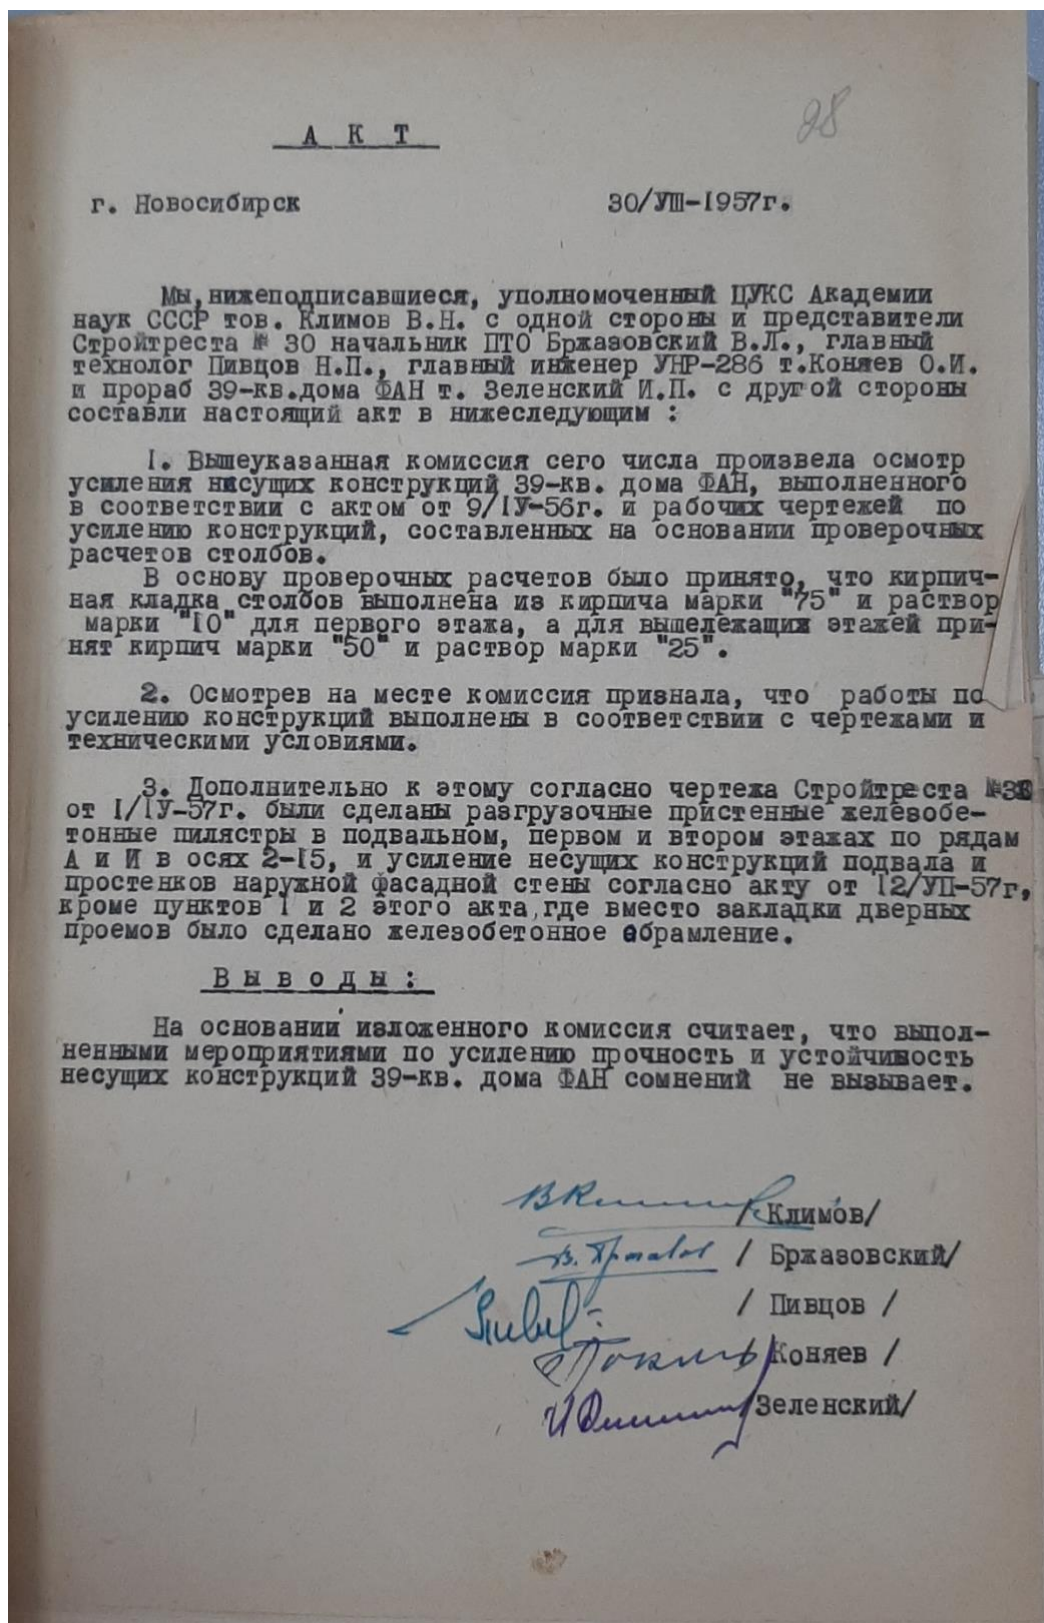 28
А К Т
г. Новосибирск 30/УШ-1957г.
Мы, нижеподписавшиеся, уполномоченный ЦУКС Академии
наук СССР тов. Климов В.Н. с одной стороны и представители
Стройтреста № 30 начальник ПТО Бржазовский В.Л., главный
технолог Пивцов Н.П., главный инженер УНР-286 т.Коняев О.И.
и прораб 39-кв.дома ФАН т. Зеленский И.П. с другой стороны
составли настоящий акт в нижеследующим :
1. Вышеуказанная комиссия сего числа произвела осмотр
усиления нисущих конструкций 39-кв. дома ФАН, выполненного
в соответствии с актом от 9/IУ-56г. и рабочих чертежей по
усилению конструкций, составленных на основании проверочных
расчетов столбов.
В основу проверочных расчетов было принято, что кирпич-
ная кладка столбов выполнена из кирпича марки "75" и раствор
марки "10" для первого этажа, а для вышележащих этажей при-
нят кирпич марки "50" и раствор марки "25".
2. Осмотрев на месте комиссия признала, что работы по
усилению конструкций выполнены в соответствии с чертежами и
техническими условиями.
3. Дополнительно к этому согласно чертежа Стройтреста
от I/IУ-57г. были сделаны разгрузочные пристенные железобе-
тонные пилястры в подвальном, первом и втором этажах по рядам
А и И в осях 2-15, и усиление несущих конструкций подвала и
простенков наружной фасадной стены согласно акту от 12/УП-57г,
кроме пунктов 1 и 2 этого акта, где вместо закладки дверных
проемов было сделано железобетонное обрамление.
В ы в о д ы :
На основании изложенного комиссия считает, что выпол-
ненными мероприятиями по усилению прочность и устойчивость
несущих конструкций 39-кв. дома ФАН сомнений не вызывает.
/ Климов/
/ Бржазовский/
/ Пивцов /
/ Коняев /
/Зеленский/